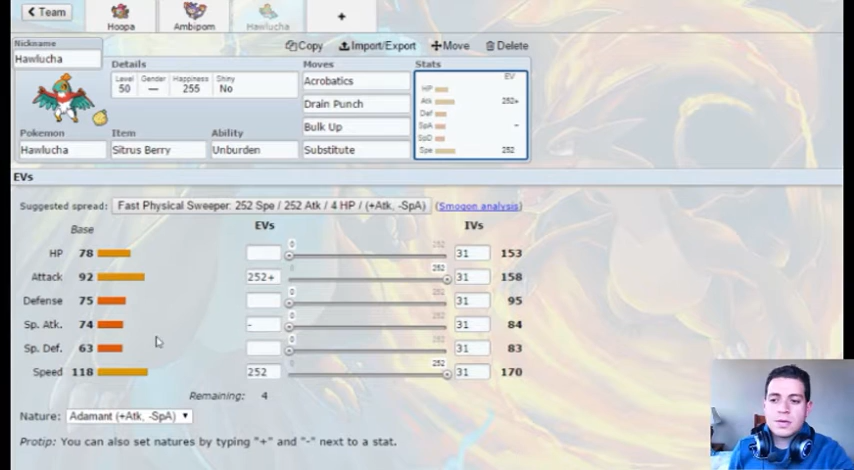 < Team
Hoopa
Ambipom
Hawlucha
+
Nickname
Hawlucha
Copy Import/Export Move Delete
Details
Level Gender Happiness Shiny
50 — 255 No
Moves
Acrobatics
Drain Punch
Bulk Up
Substitute
Stats
EV
HP
Atk 252+
Def
SpA -
SpD
Spe 252
Pokemon
Hawlucha
Item
Sitrus Berry
Ability
Unburden
EVs
Suggested spread: Fast Physical Sweeper: 252 Spe / 252 Atk / 4 HP / (+Atk, -SpA) (Smogon analysis)
Base EVs IVs
HP 78 0 252 31 153
Attack 92 252+ 0 252 31 158
Defense 75 0 252 31 95
Sp. Atk. 74 - 0 252 31 84
Sp. Def. 63 0 252 31 83
Speed 118 252 0 252 31 170
Remaining: 4
Nature: Adamant (+Atk, -SpA)
Protip: You can also set natures by typing "+" and "-" next to a stat.